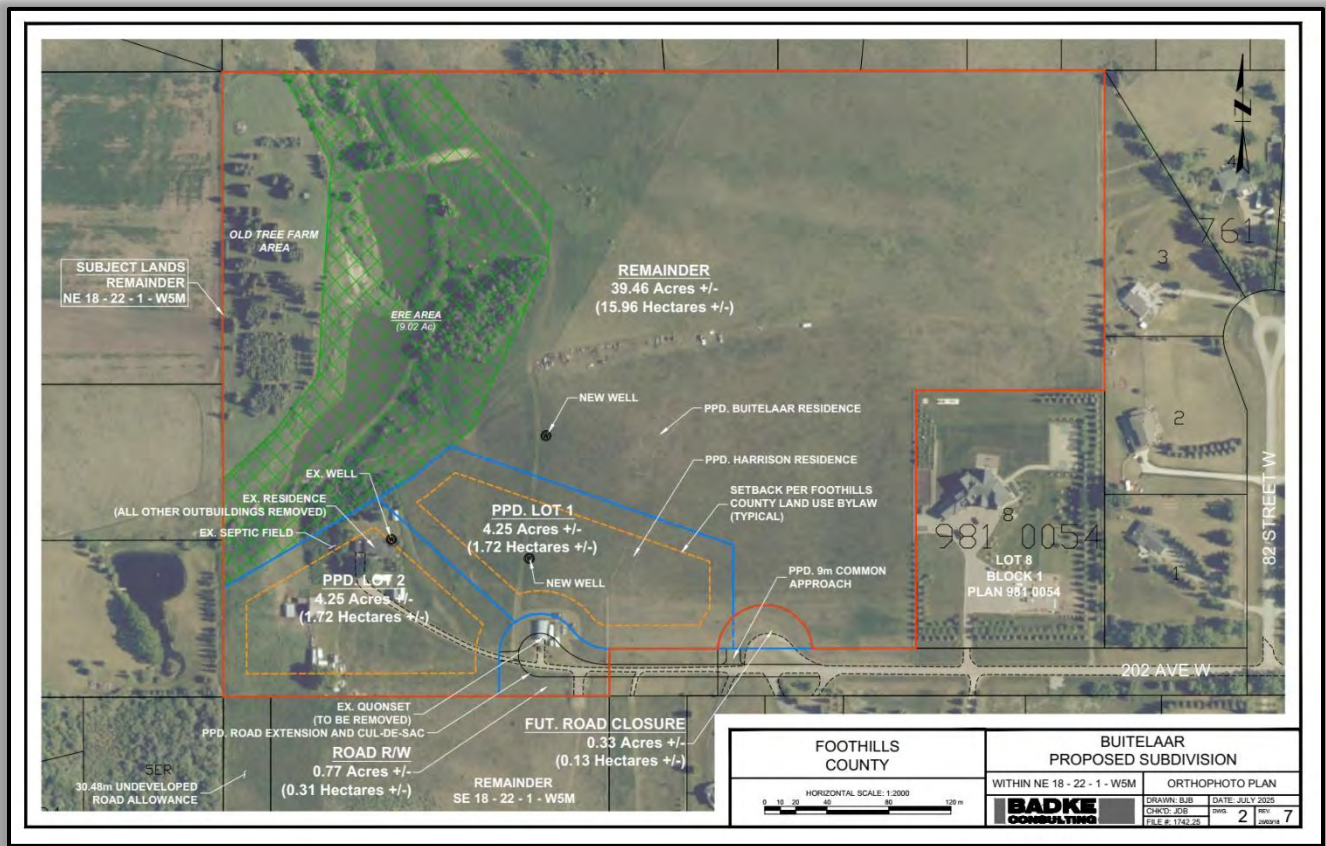 N
4
761
3
OLD TREE FARM
AREA
SUBJECT LANDS
REMAINDER
NE 18 - 22 - 1 - W5M
REMAINDER
39.46 Acres +/-
(15.96 Hectares +/-)
ERE AREA
(9.02 Ac)
NEW WELL
PPD. BUITELAAR RESIDENCE
2
PPD. HARRISON RESIDENCE
EX. WELL
SETBACK PER FOOTHILLS
COUNTY LAND USE BYLAW
(TYPICAL)
EX. RESIDENCE
(ALL OTHER OUTBUILDINGS REMOVED)
EX. SEPTIC FIELD
PPD. LOT 1
4.25 Acres +/-
(1.72 Hectares +/-)
NEW WELL
8
981 0054
LOT 8
BLOCK 1
PLAN 981 0054
82 STREET W
1
PPD. 9m COMMON
APPROACH
PPD. LOT 2
4.25 Acres +/-
(1.72 Hectares +/-)
202 AVE W
EX. QUONSET
(TO BE REMOVED)
PPD. ROAD EXTENSION AND CUL-DE-SAC
ROAD R/W
0.77 Acres +/-
(0.31 Hectares +/-)
FUT. ROAD CLOSURE
0.33 Acres +/-
(0.13 Hectares +/-)
5ER
30.48m UNDEVELOPED
ROAD ALLOWANCE
REMAINDER
SE 18 - 22 - 1 - W5M
FOOTHILLS
COUNTY
HORIZONTAL SCALE: 1:2000
0 10 20 40 80 120 m
BUITELAAR
PROPOSED SUBDIVISION
WITHIN NE 18 - 22 - 1 - W5M
ORTHOPHOTO PLAN
BADKE
CONSULTING
DRAWN: BJB
DATE: JULY 2025
CHK'D: JDB
FILE #: 1742.25
DWG. 2
REV. 7